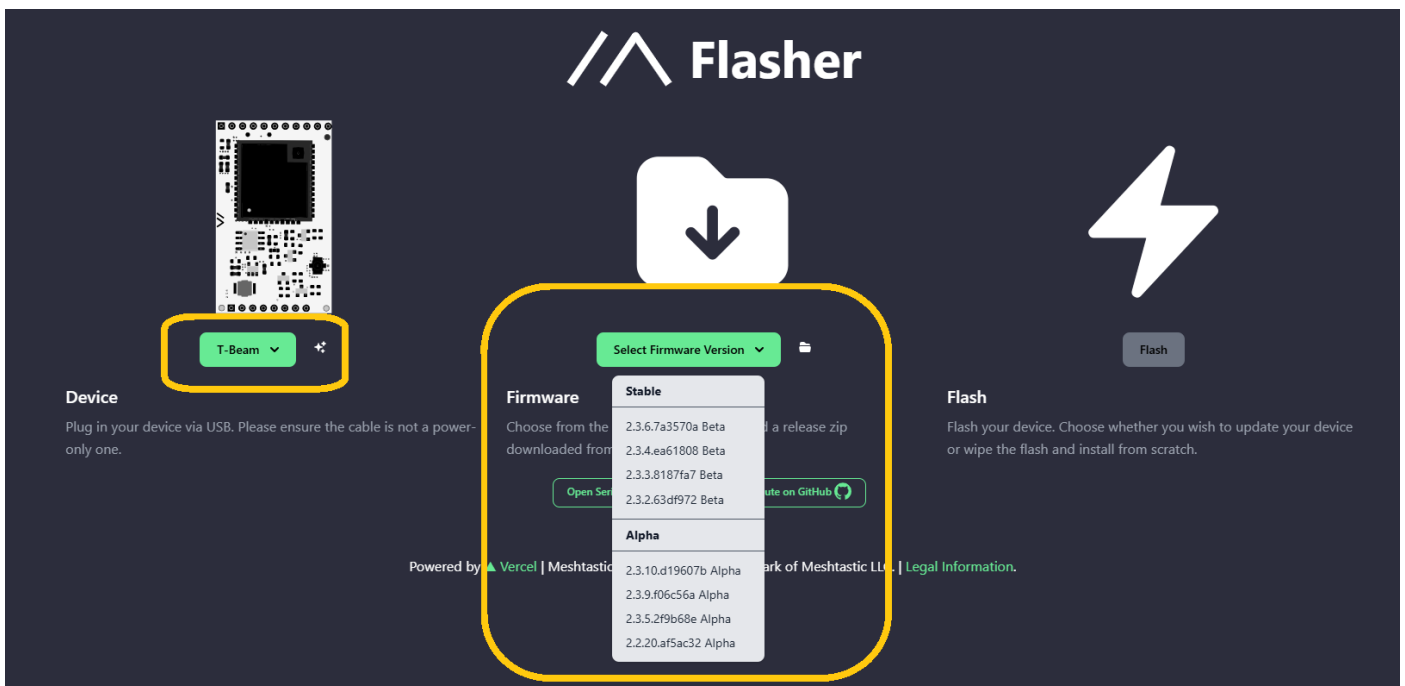 Flasher
T-Beam
Device
Plug in your device via USB. Please ensure the cable is not a power-
only one.
Select Firmware Version
Firmware
Choose from the
a release zip
downloaded from
Open
ute on GitHub
Stable
2.3.6.7a3570a Beta
2.3.4.ea61808 Beta
2.3.3.8187fa7 Beta
2.3.2.63df972 Beta
Alpha
2.3.10.d19607b Alpha
2.3.9.f06c56a Alpha
2.3.5.2f9b68e Alpha
2.2.20.af5ac32 Alpha
Flash
Flash
Flash your device. Choose whether you wish to update your device
or wipe the flash and install from scratch.
Powered by Vercel | Meshtastic
ark of Meshtastic LLC. | Legal Information.